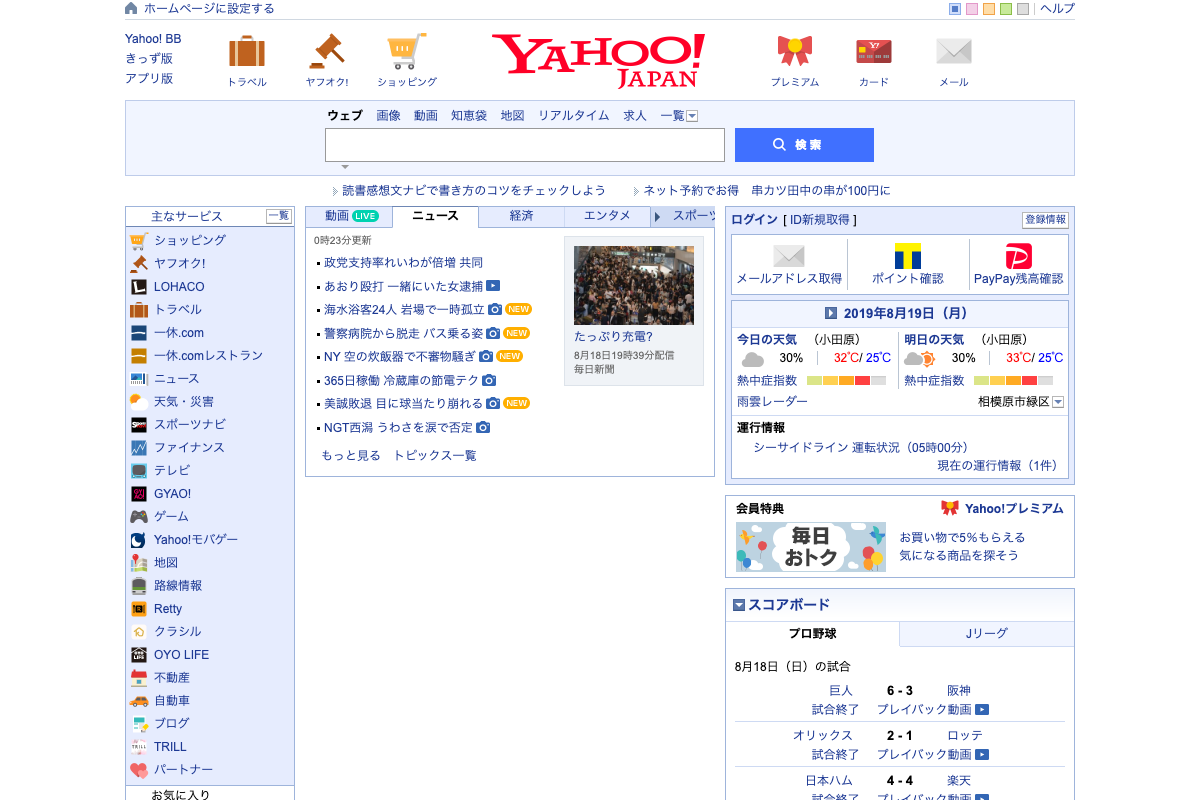 ホームページに設定する
ヘルプ
Yahoo! BB
きっず版
アプリ版
トラベル
ヤフオク!
ショッピング
YAHOO!
JAPAN
プレミアム
カード
メール
ウェブ 画像 動画 知恵袋 地図 リアルタイム 求人 一覧
検索
読書感想文ナビで書き方のコツをチェックしよう
ネット予約でお得 串カツ田中の串が100円に
主なサービス 一覧
ショッピング
ヤフオク!
LOHACO
トラベル
一休.com
一休.comレストラン
ニュース
天気・災害
スポーツナビ
ファイナンス
テレビ
GYAO!
ゲーム
Yahoo!モバゲー
地図
路線情報
Retty
クラシル
OYO LIFE
不動産
自動車
ブログ
TRILL
パートナー
お気に入り
動画 LIVE ニュース 経済 エンタメ スポーツ
0時23分更新
政党支持率れいわが倍増 共同
あおり殴打 一緒にいた女逮捕
海水浴客24人 岩場で一時孤立 NEW
警察病院から脱走 バス乗る姿 NEW
NY 空の炊飯器で不審物騒ぎ NEW
365日稼働 冷蔵庫の節電テク
美誠敗退 目に球当たり崩れる NEW
NGT西潟 うわさを涙で否定
もっと見る トピックス一覧
たっぷり充電?
8月18日19時39分配信
毎日新聞
ログイン [ ID新規取得 ] 登録情報
メールアドレス取得
ポイント確認
PayPay残高確認
2019年8月19日（月）
今日の天気 (小田原)
30% 32℃/ 25℃
熱中症指数
明日の天気 (小田原)
30% 33℃/ 25℃
熱中症指数
雨雲レーダー
相模原市緑区
運行情報
シーサイドライン 運転状況（05時00分）
現在の運行情報（1件）
会員特典
Yahoo!プレミアム
毎日
おトク
お買い物で5%もらえる
気になる商品を探そう
スコアボード
プロ野球 Jリーグ
8月18日（日）の試合
巨人 6 - 3 阪神
試合終了 プレイバック動画
オリックス 2 - 1 ロッテ
試合終了 プレイバック動画
日本ハム 4 - 4 楽天
試合終了 プレイバック動画